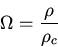 Ω = ρ / ρ_c